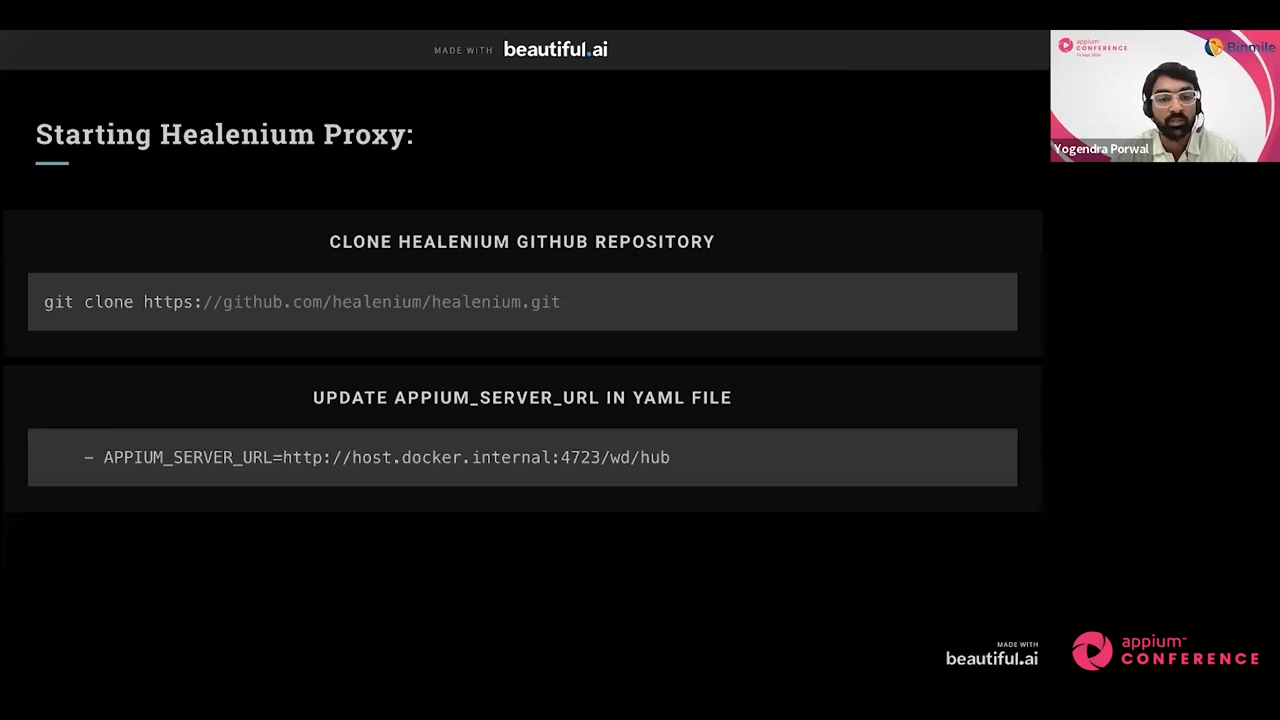 MADE WITH beautiful.ai
appium
CONFERENCE
Binmile
Yogendra Porwal
Starting Healenium Proxy:
CLONE HEALENIUM GITHUB REPOSITORY
git clone https://github.com/healenium/healenium.git
UPDATE APPIUM_SERVER_URL IN YAML FILE
– APPIUM_SERVER_URL=http://host.docker.internal:4723/wd/hub
MADE WITH
beautiful.ai
appium™
CONFERENCE